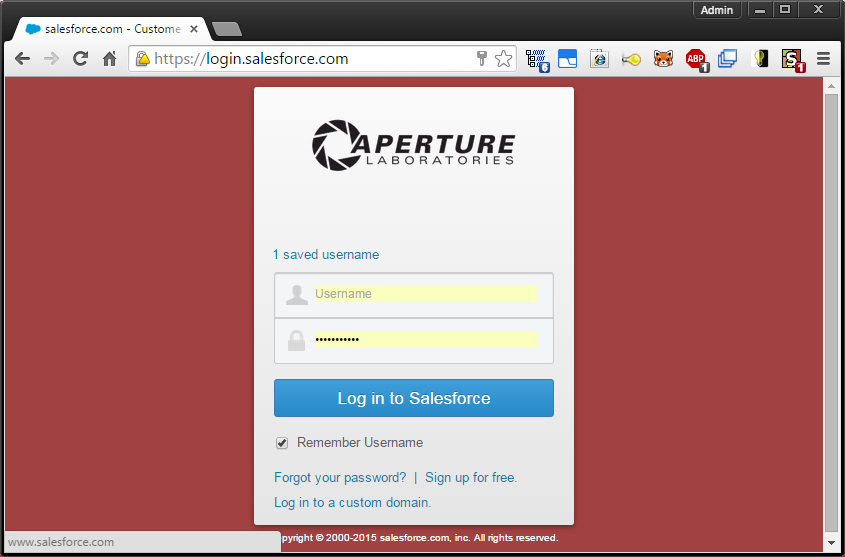 Admin
salesforce.com - Custome
https://login.salesforce.com
6
ABP
1
S
1
APERTURE
LABORATORIES
1 saved username
Username
•••••••••••
Log in to Salesforce
Remember Username
Forgot your password? | Sign up for free.
Log in to a custom domain.
www.salesforce.com
pyright © 2000-2015 salesforce.com, inc. All rights reserved.